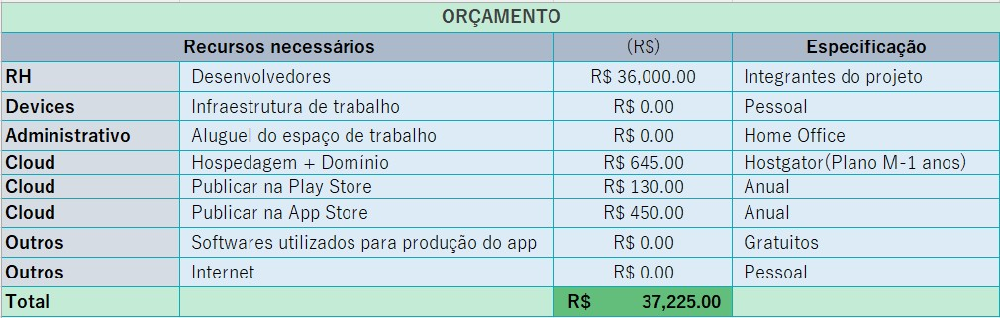 ORÇAMENTO
Recursos necessários (R$) Especificação
RH Desenvolvedores R$ 36,000.00 Integrantes do projeto
Devices Infraestrutura de trabalho R$ 0.00 Pessoal
Administrativo Aluguel do espaço de trabalho R$ 0.00 Home Office
Cloud Hospedagem + Domínio R$ 645.00 Hostgator(Plano M-1 anos)
Cloud Publicar na Play Store R$ 130.00 Anual
Cloud Publicar na App Store R$ 450.00 Anual
Outros Softwares utilizados para produção do app R$ 0.00 Gratuitos
Outros Internet R$ 0.00 Pessoal
Total R$ 37,225.00